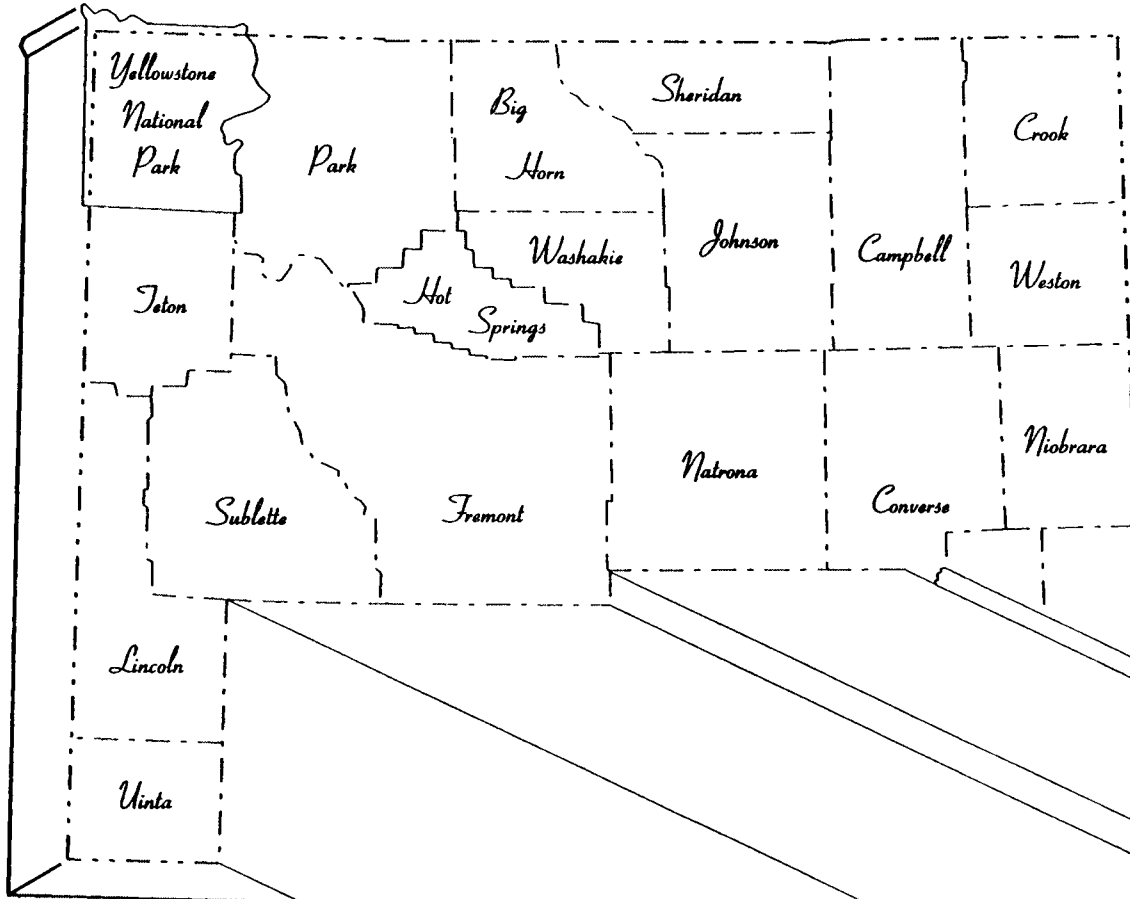 Yellowstone
National
Park
Park
Big
Horn
Sheridan
Crook
Washakie
Johnson
Campbell
Weston
Teton
Hot
Springs
Niobrara
Natrona
Converse
Sublette
Fremont
Lincoln
Uinta